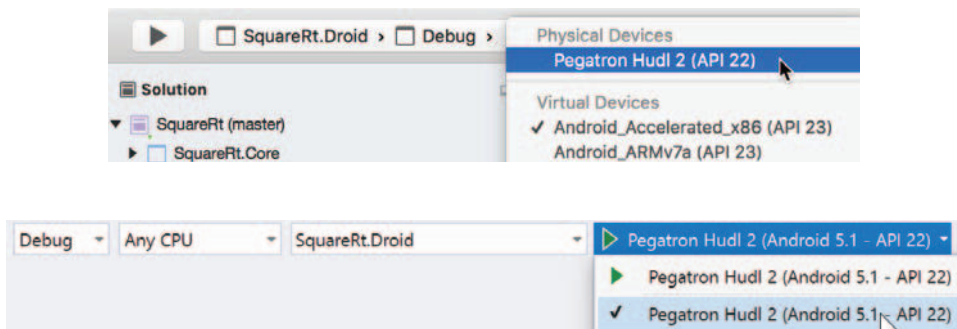 SquareRt.Droid › Debug ›
Physical Devices
Pegatron Hudl 2 (API 22)
Solution
Virtual Devices
SquareRt (master)
✓ Android_Accelerated_x86 (API 23)
SquareRt.Core
Android_ARMv7a (API 23)
Debug Any CPU SquareRt.Droid Pegatron Hudl 2 (Android 5.1 - API 22)
Pegatron Hudl 2 (Android 5.1 - API 22)
✓ Pegatron Hudl 2 (Android 5.1 - API 22)